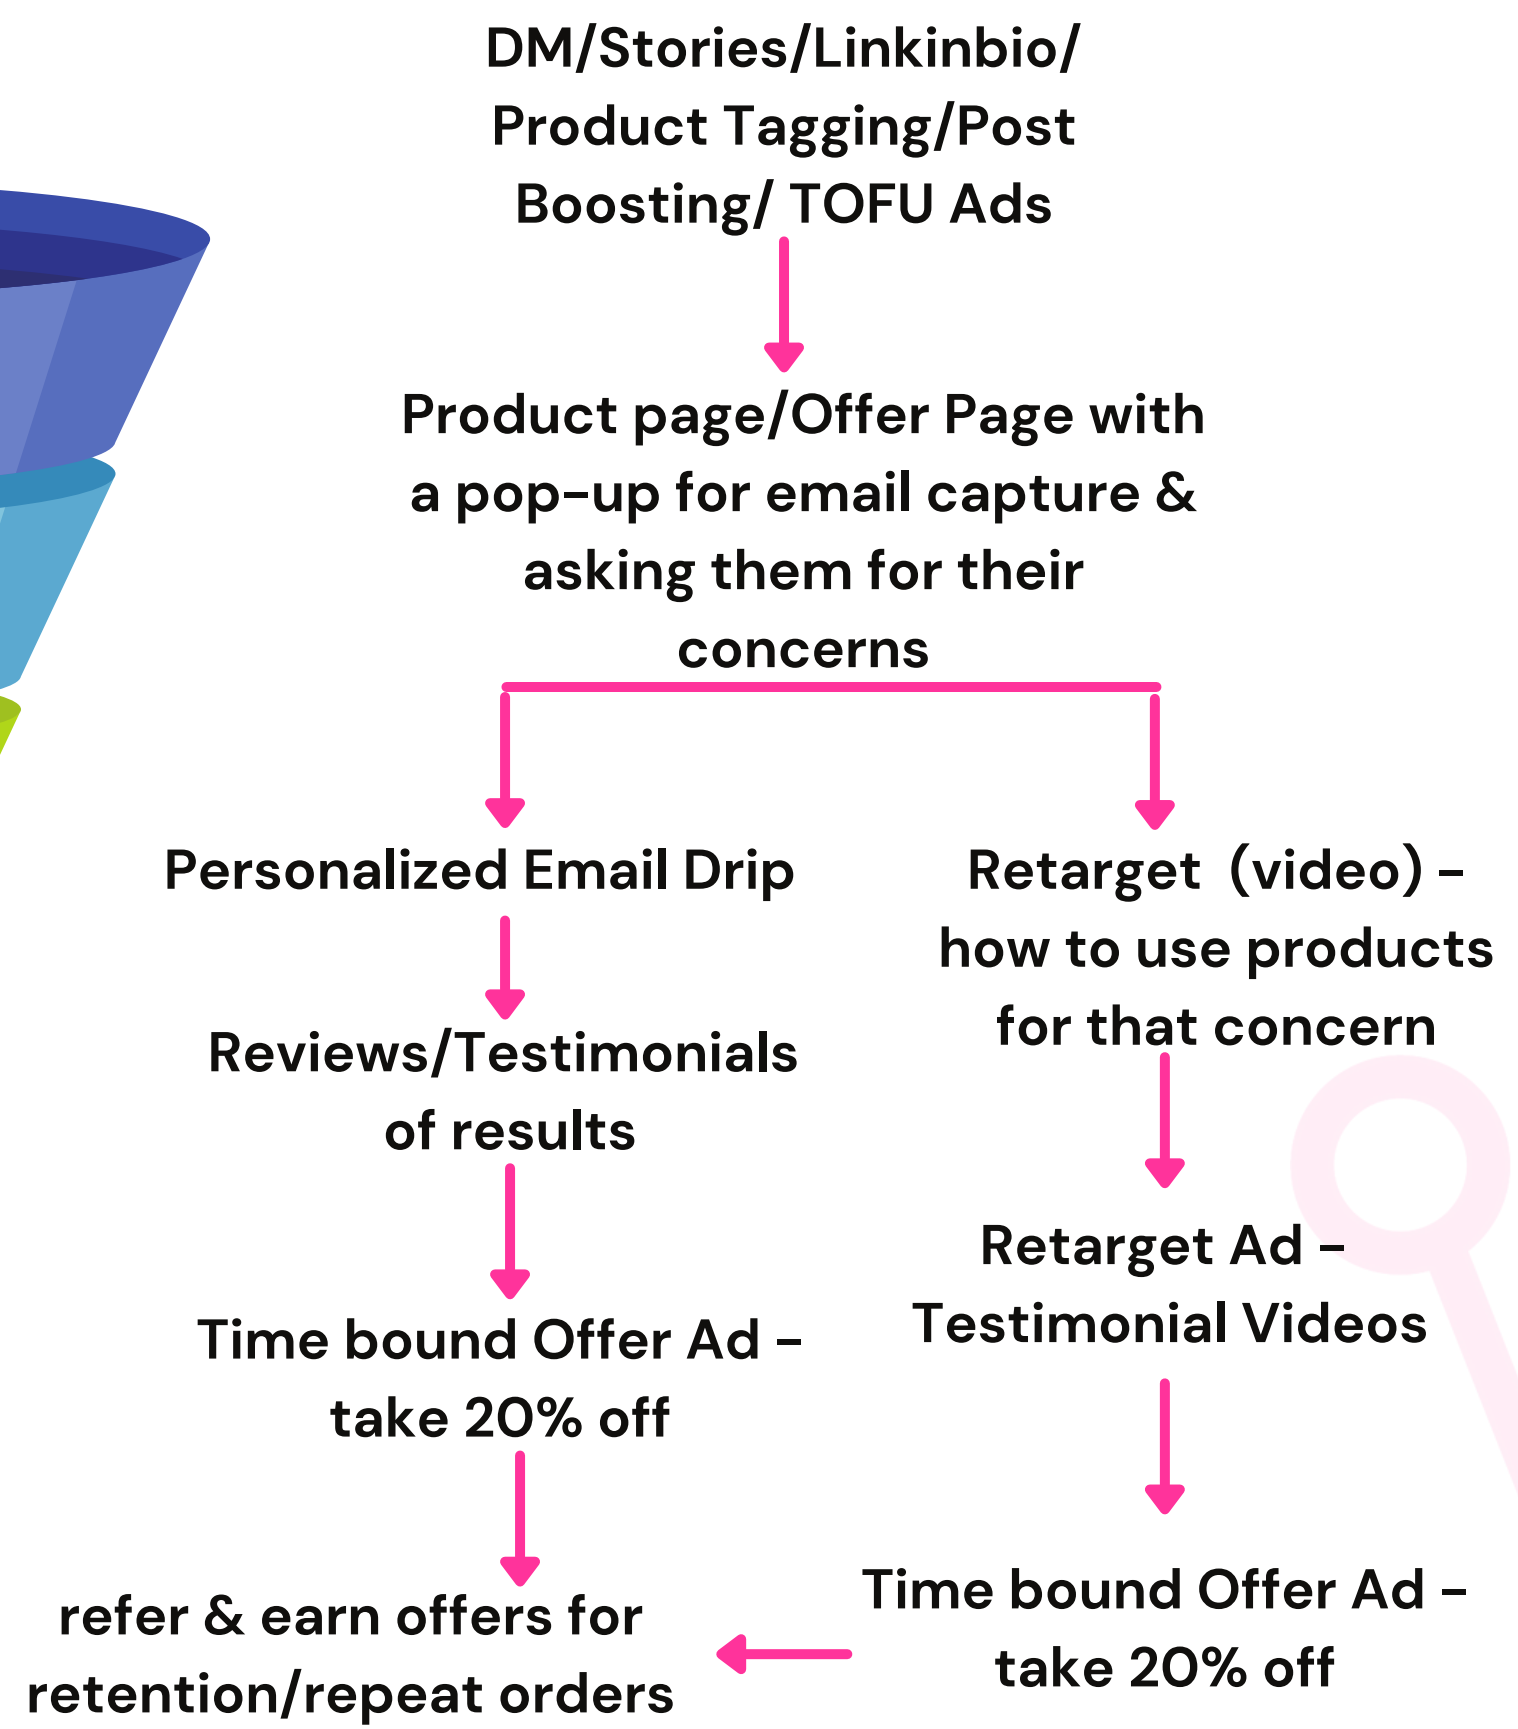 DM/Stories/Linkinbio/
Product Tagging/Post
Boosting/ TOFU Ads
Product page/Offer Page with
a pop-up for email capture &
asking them for their
concerns
Personalized Email Drip
Reviews/Testimonials
of results
Time bound Offer Ad -
take 20% off
refer & earn offers for
retention/repeat orders
Retarget (video) -
how to use products
for that concern
Retarget Ad -
Testimonial Videos
Time bound Offer Ad -
take 20% off